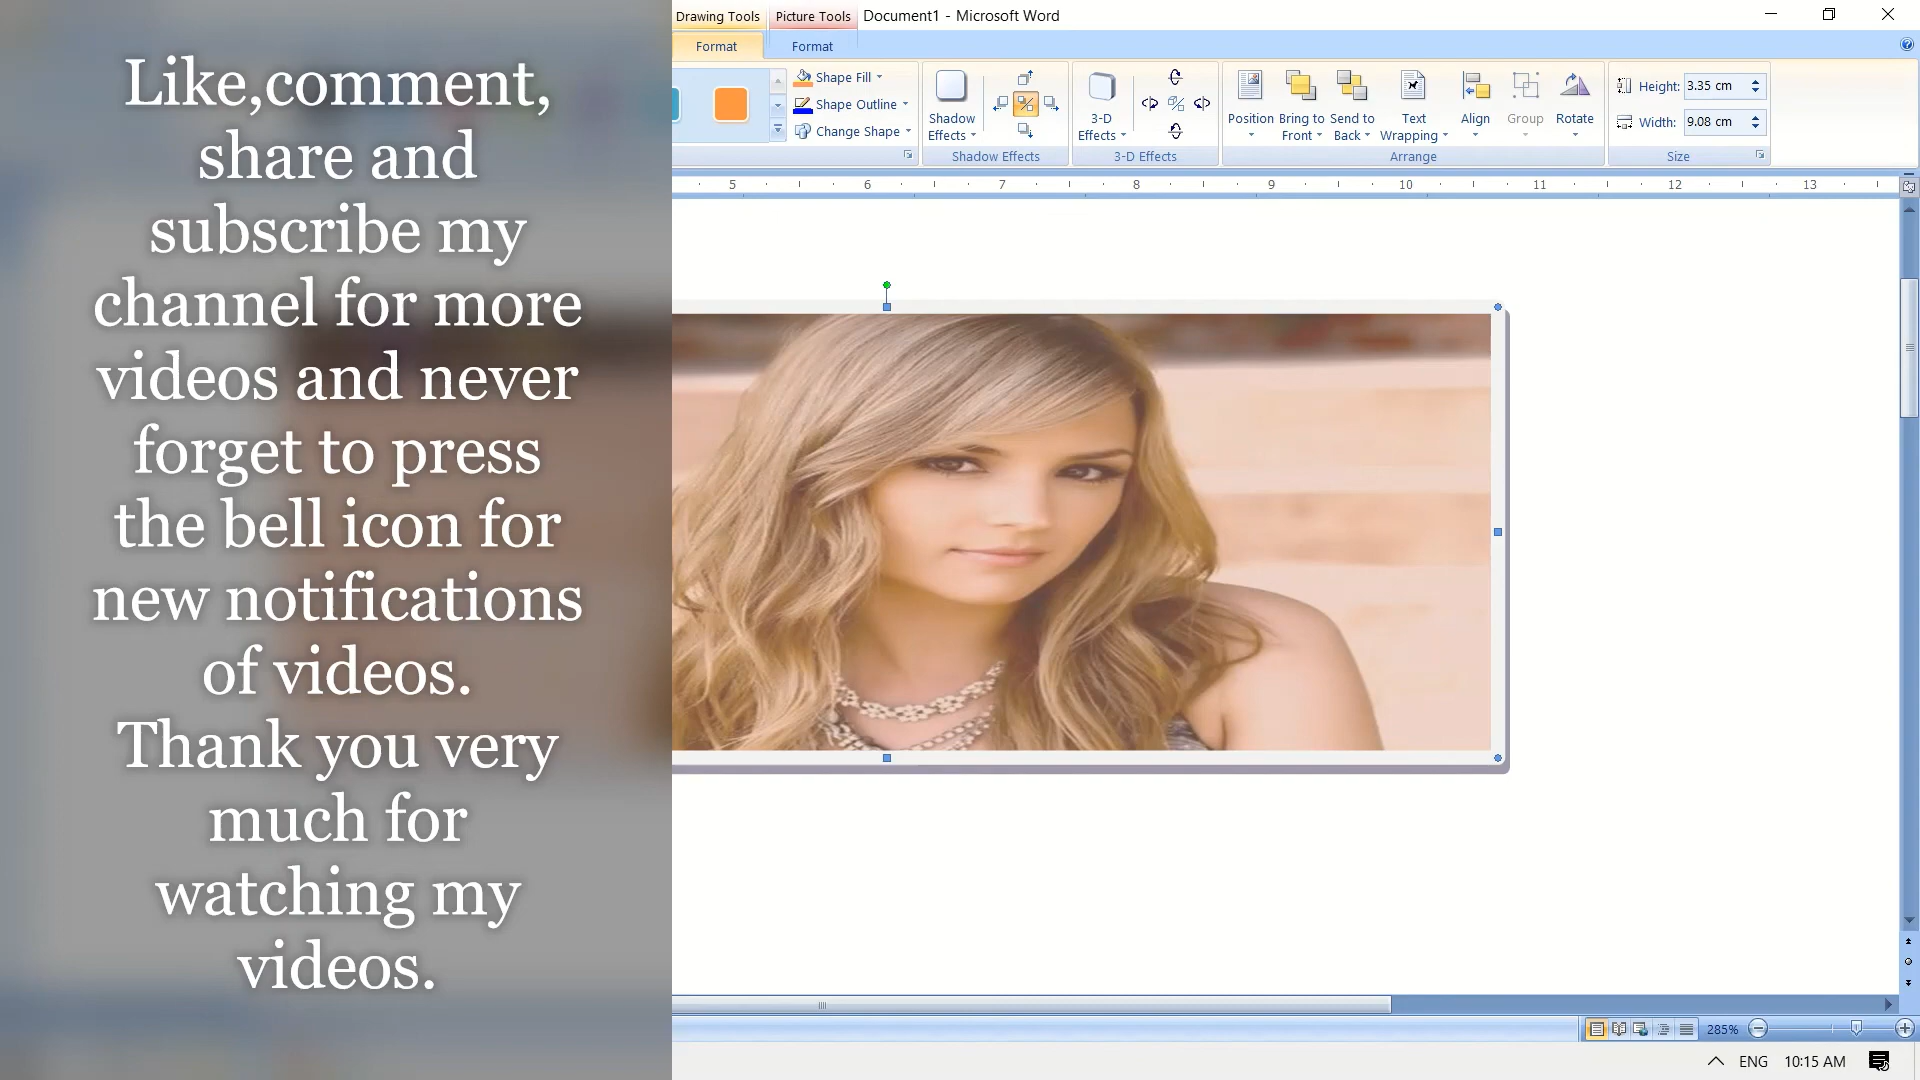 Like,comment,
share and
subscribe my
channel for more
videos and never
forget to press
the bell icon for
new notifications
of videos.
Thank you very
much for
watching my
videos.
Drawing Tools Picture Tools Document1 - Microsoft Word
Format Format
Shape Fill
Shape Outline
Change Shape
Shadow
Effects
Shadow Effects
3-D
Effects
3-D Effects
Position
Bring to
Front
Send to
Back
Text
Wrapping
Align
Group
Rotate
Arrange
Height: 3.35 cm
Width: 9.08 cm
Size
5 6 7 8 9 10 11 12 13
285%
ENG 10:15 AM